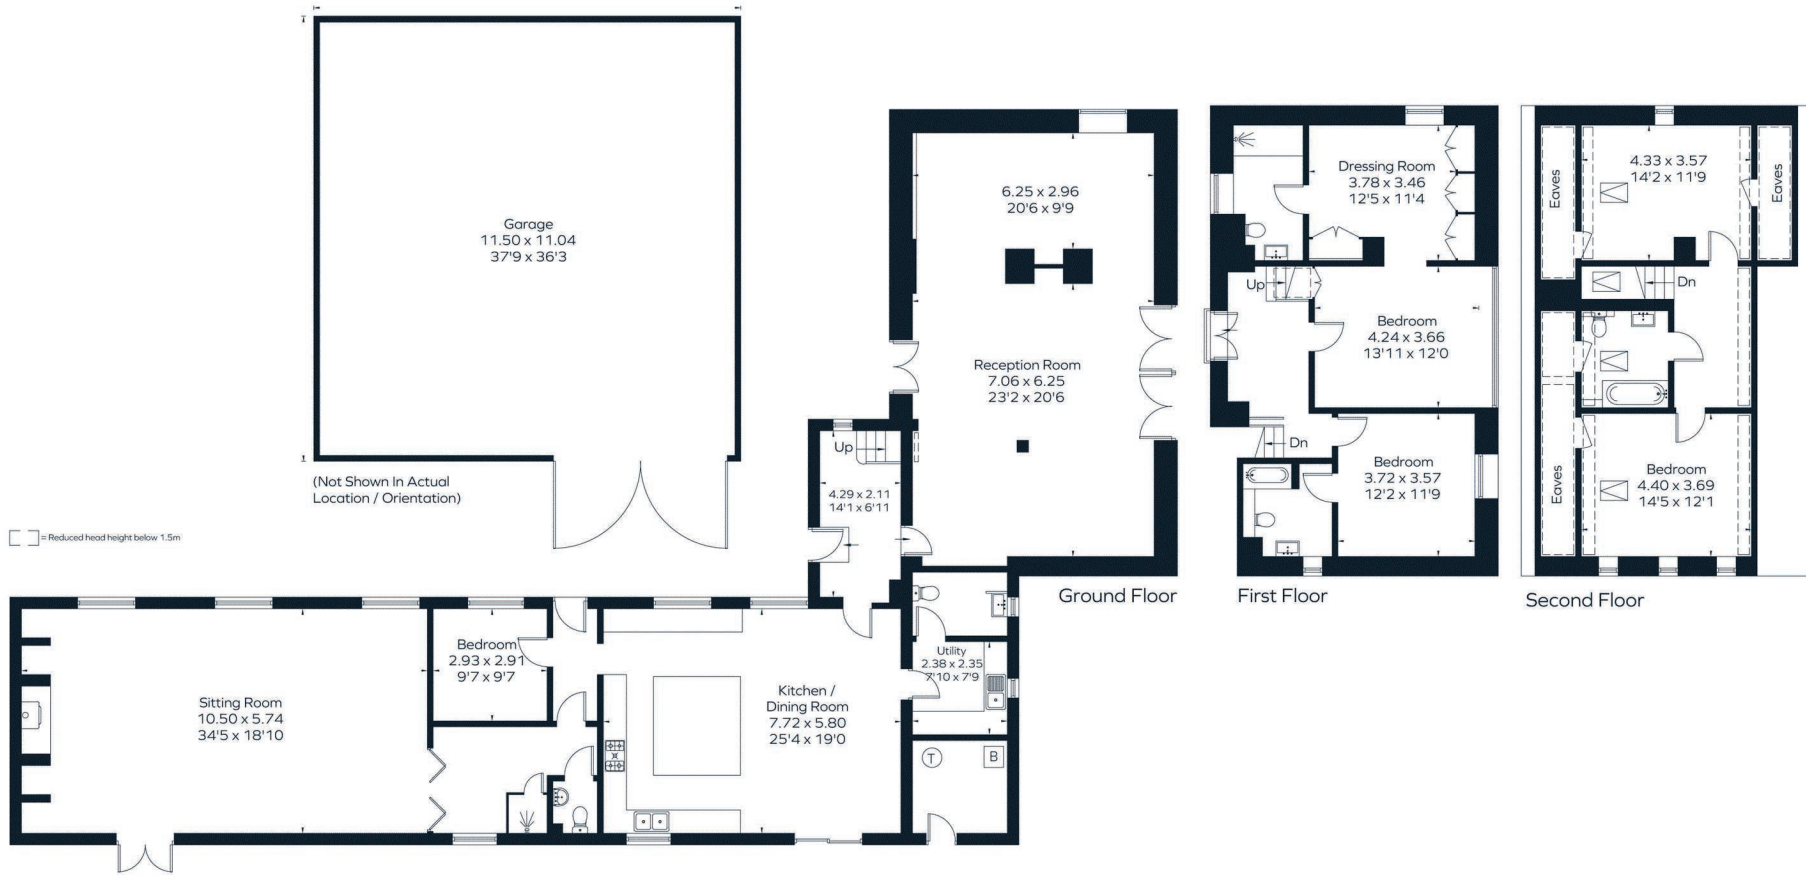 Garage
11.50 x 11.04
37'9 x 36'3
(Not Shown In Actual
Location / Orientation)
= Reduced head height below 1.5m
6.25 x 2.96
20'6 x 9'9
Reception Room
7.06 x 6.25
23'2 x 20'6
Up
4.29 x 2.11
14'1 x 6'11
Ground Floor
Sitting Room
10.50 x 5.74
34'5 x 18'10
Bedroom
2.93 x 2.91
9'7 x 9'7
Kitchen /
Dining Room
7.72 x 5.80
25'4 x 19'0
Utility
2.38 x 2.35
7'10 x 7'9
T
B
Dressing Room
3.78 x 3.46
12'5 x 11'4
Up
Bedroom
4.24 x 3.66
13'11 x 12'0
Dn
Bedroom
3.72 x 3.57
12'2 x 11'9
First Floor
Eaves
4.33 x 3.57
14'2 x 11'9
Eaves
Dn
Eaves
Bedroom
4.40 x 3.69
14'5 x 12'1
Second Floor